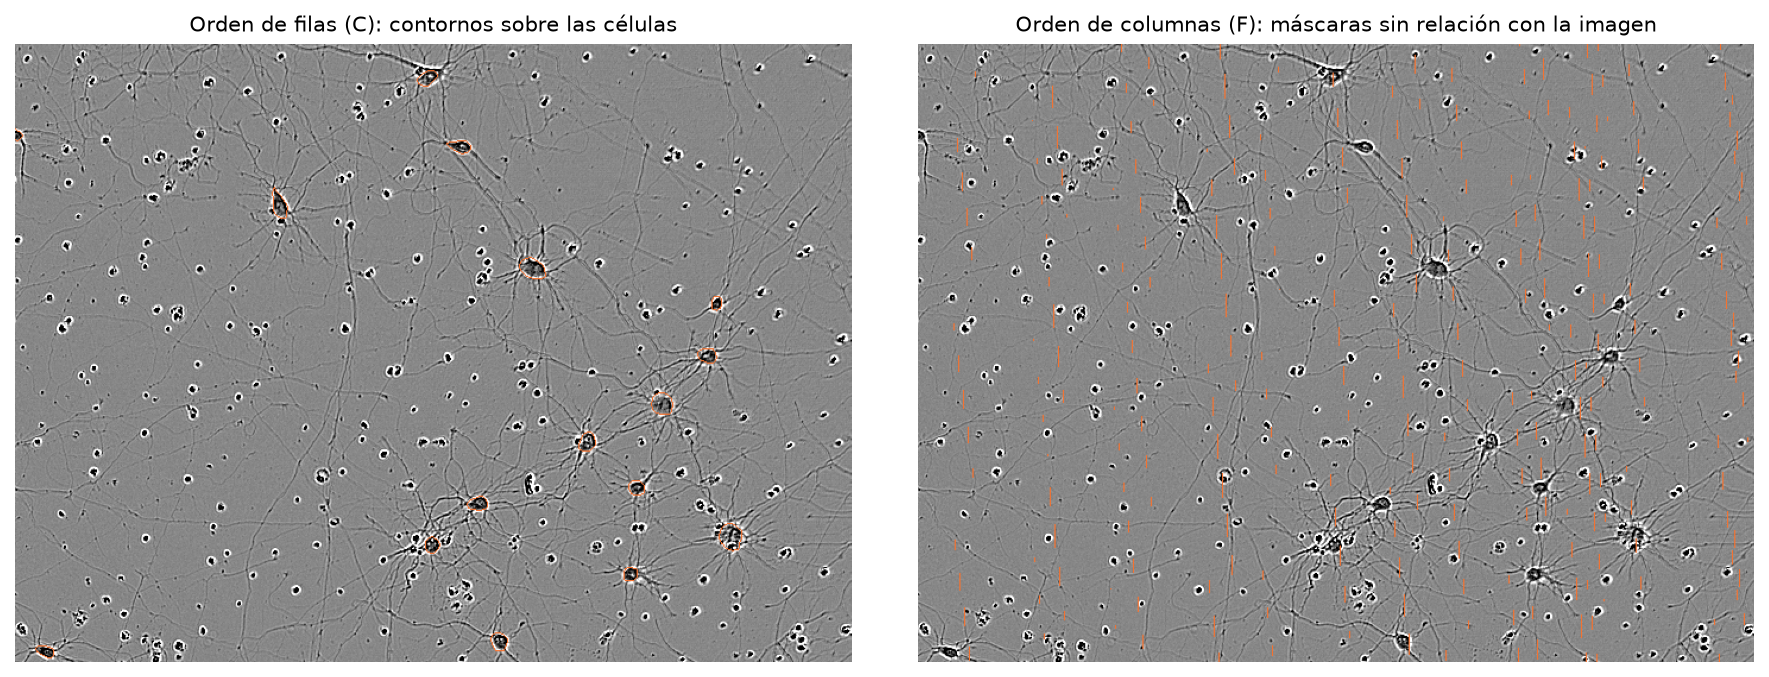 Orden de filas (C): contornos sobre las células
Orden de columnas (F): máscaras sin relación con la imagen